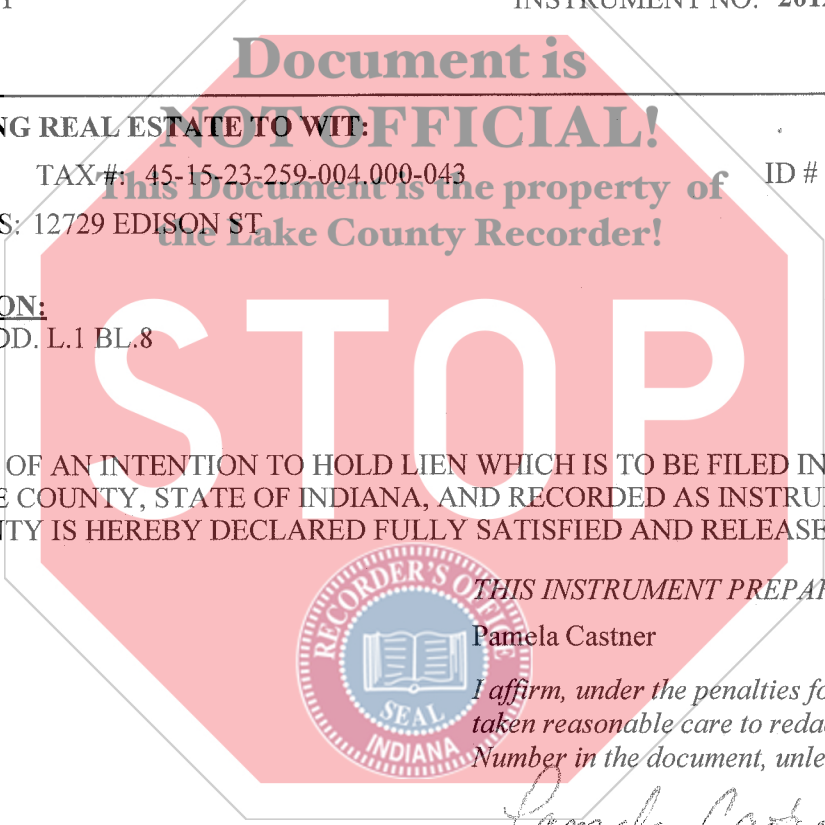 INSTRUMENT NO.
Document is
NOT OFFICIAL!
NG REAL ESTATE TO WIT:
TAX #: 45-15-23-259-004.000-043 ID #
This Document is the property of
S: 12729 EDISON ST
the Lake County Recorder!
ON:
DD. L.1 BL.8
STOP
OF AN INTENTION TO HOLD LIEN WHICH IS TO BE FILED IN
E COUNTY, STATE OF INDIANA, AND RECORDED AS INSTRU
NTY IS HEREBY DECLARED FULLY SATISFIED AND RELEASE
THIS INSTRUMENT PREPAR
RECORDER'S OFFICE
Pamela Castner
I affirm, under the penalties fo
SEAL
taken reasonable care to redac
INDIANA
Number in the document, unle
Pamela Castner